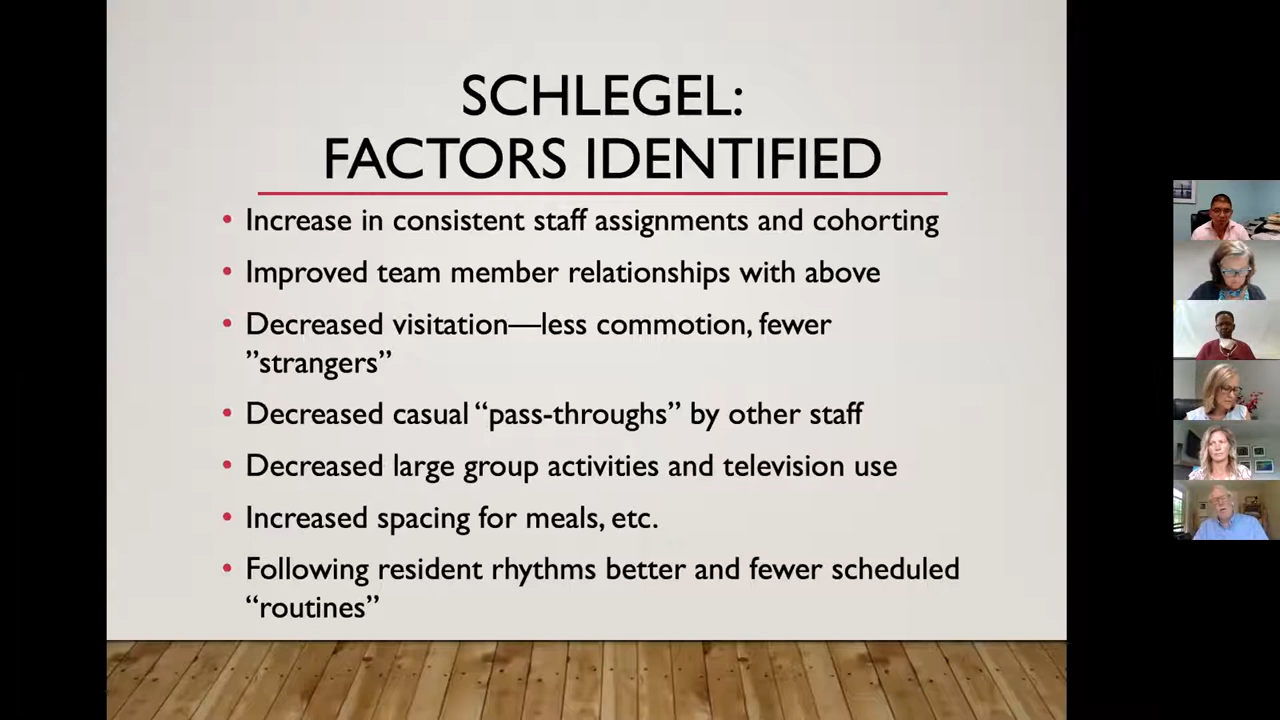 SCHLEGEL:
FACTORS IDENTIFIED
• Increase in consistent staff assignments and cohorting
• Improved team member relationships with above
• Decreased visitation—less commotion, fewer
”strangers”
• Decreased casual “pass-throughs” by other staff
• Decreased large group activities and television use
• Increased spacing for meals, etc.
• Following resident rhythms better and fewer scheduled
“routines”